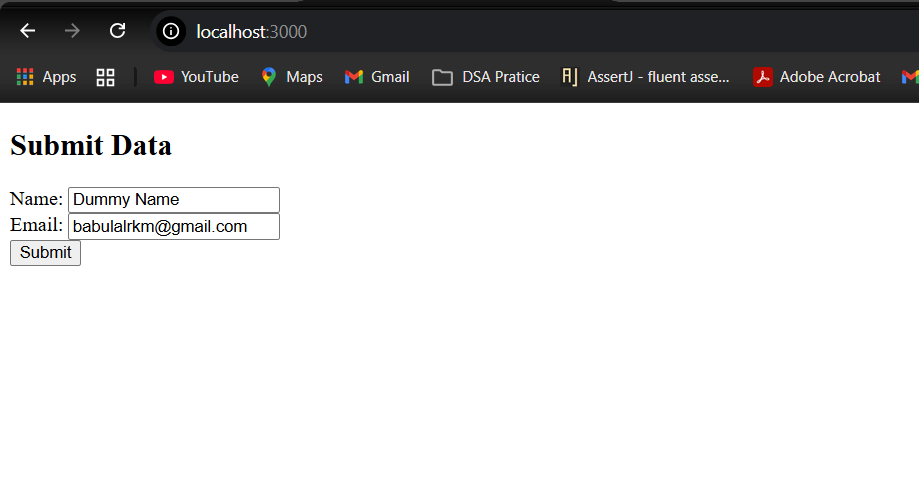 localhost:3000
Apps YouTube Maps Gmail DSA Pratice AssertJ - fluent asse... Adobe Acrobat
Submit Data
Name: Dummy Name
Email: babulalrkm@gmail.com
Submit